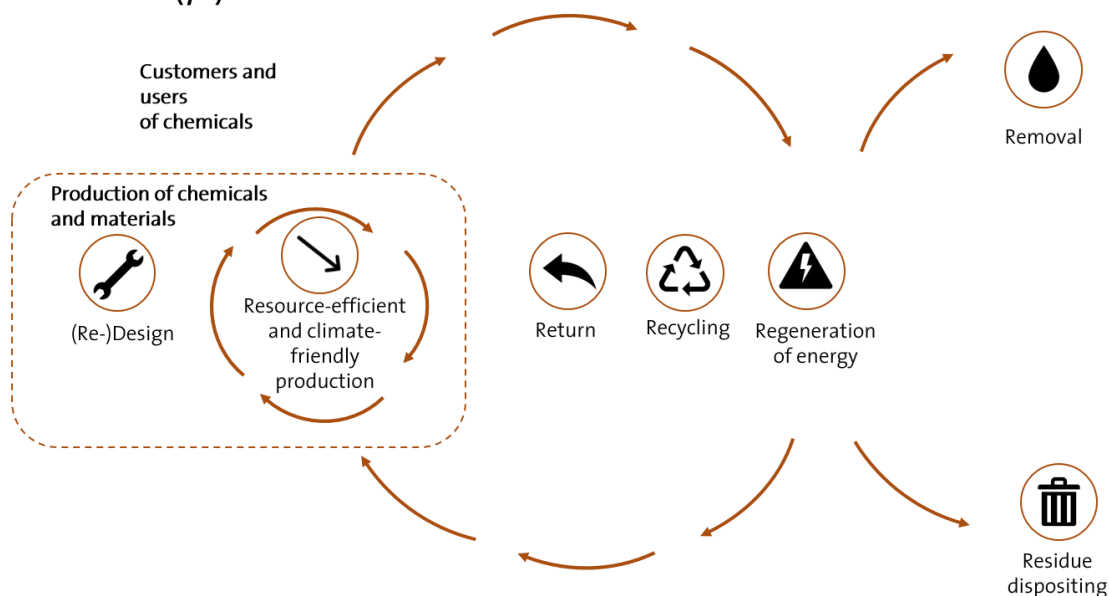 Customers and
users
of chemicals
Removal
Production of chemicals
and materials
(Re-)Design
Resource-efficient
and climate-
friendly
production
Return
Recycling
Regeneration
of energy
Residue
dispositing